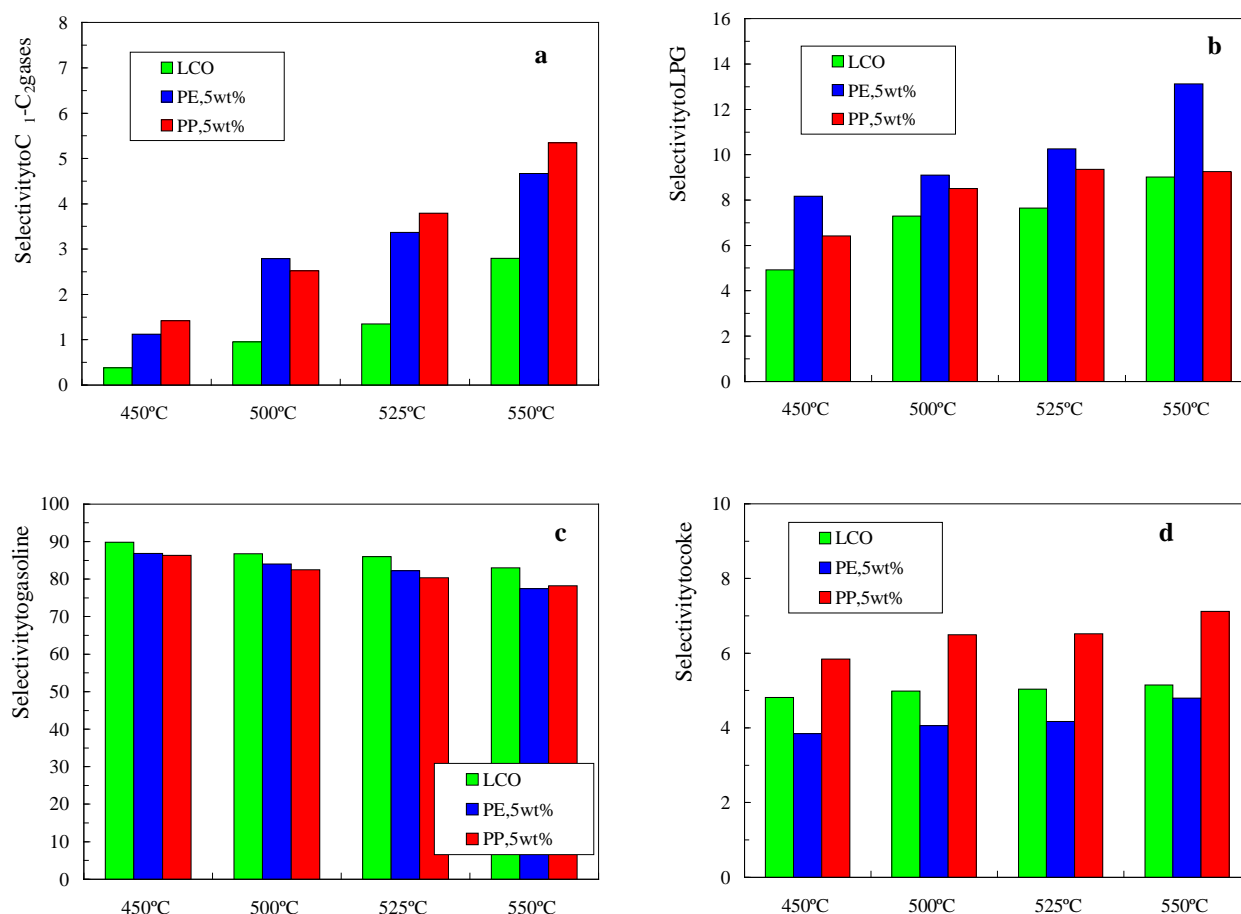 SelectivitytoC 1-C2gases
8
7
6
5
4
3
2
1
0
LCO
PE,5wt%
PP,5wt%
a
450ºC 500ºC 525ºC 550ºC
SelectivitytoLPG
16
14
12
10
8
6
4
2
0
LCO
PE,5wt%
PP,5wt%
b
450ºC 500ºC 525ºC 550ºC
Selectivitytogasoline
100
90
80
70
60
50
40
30
20
10
0
c
LCO
PE,5wt%
PP,5wt%
450ºC 500ºC 525ºC 550ºC
Selectivitytocoke
10
8
6
4
2
0
LCO
PE,5wt%
PP,5wt%
d
450ºC 500ºC 525ºC 550ºC